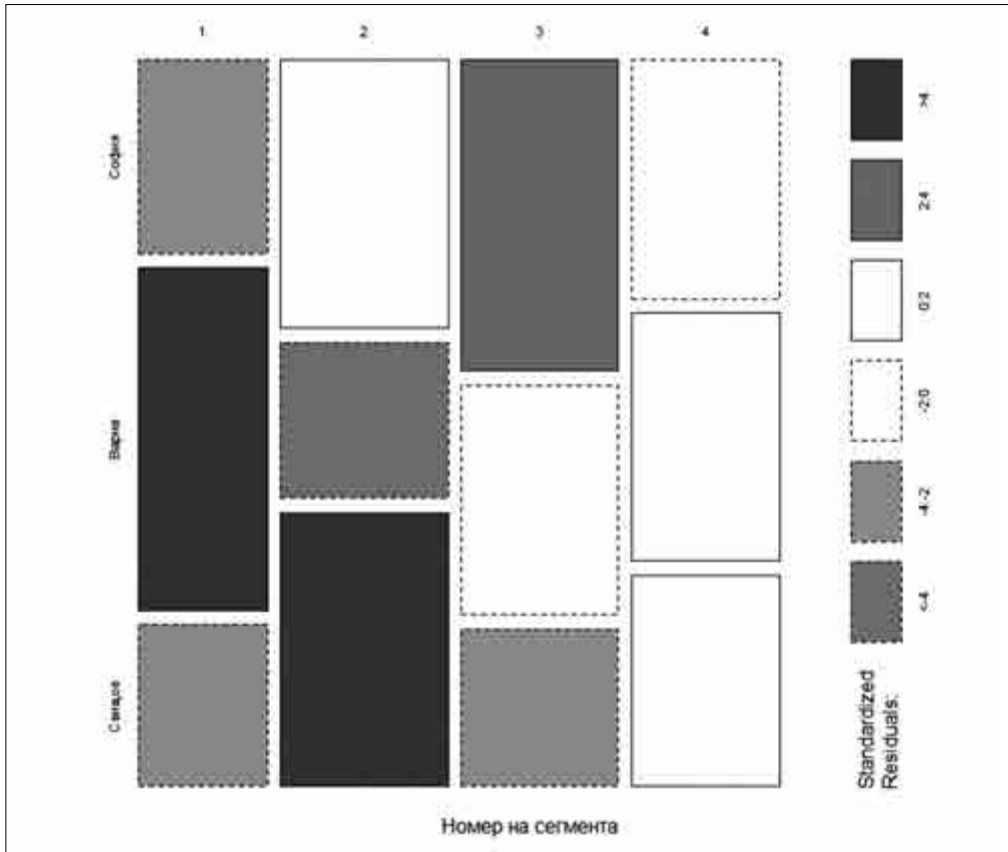 1
2
3
4
София
Варна
Свищов
>4
2:4
0:2
-2:0
-4:-2
<-4
Standardized
Residuals:
Номер на сегмента